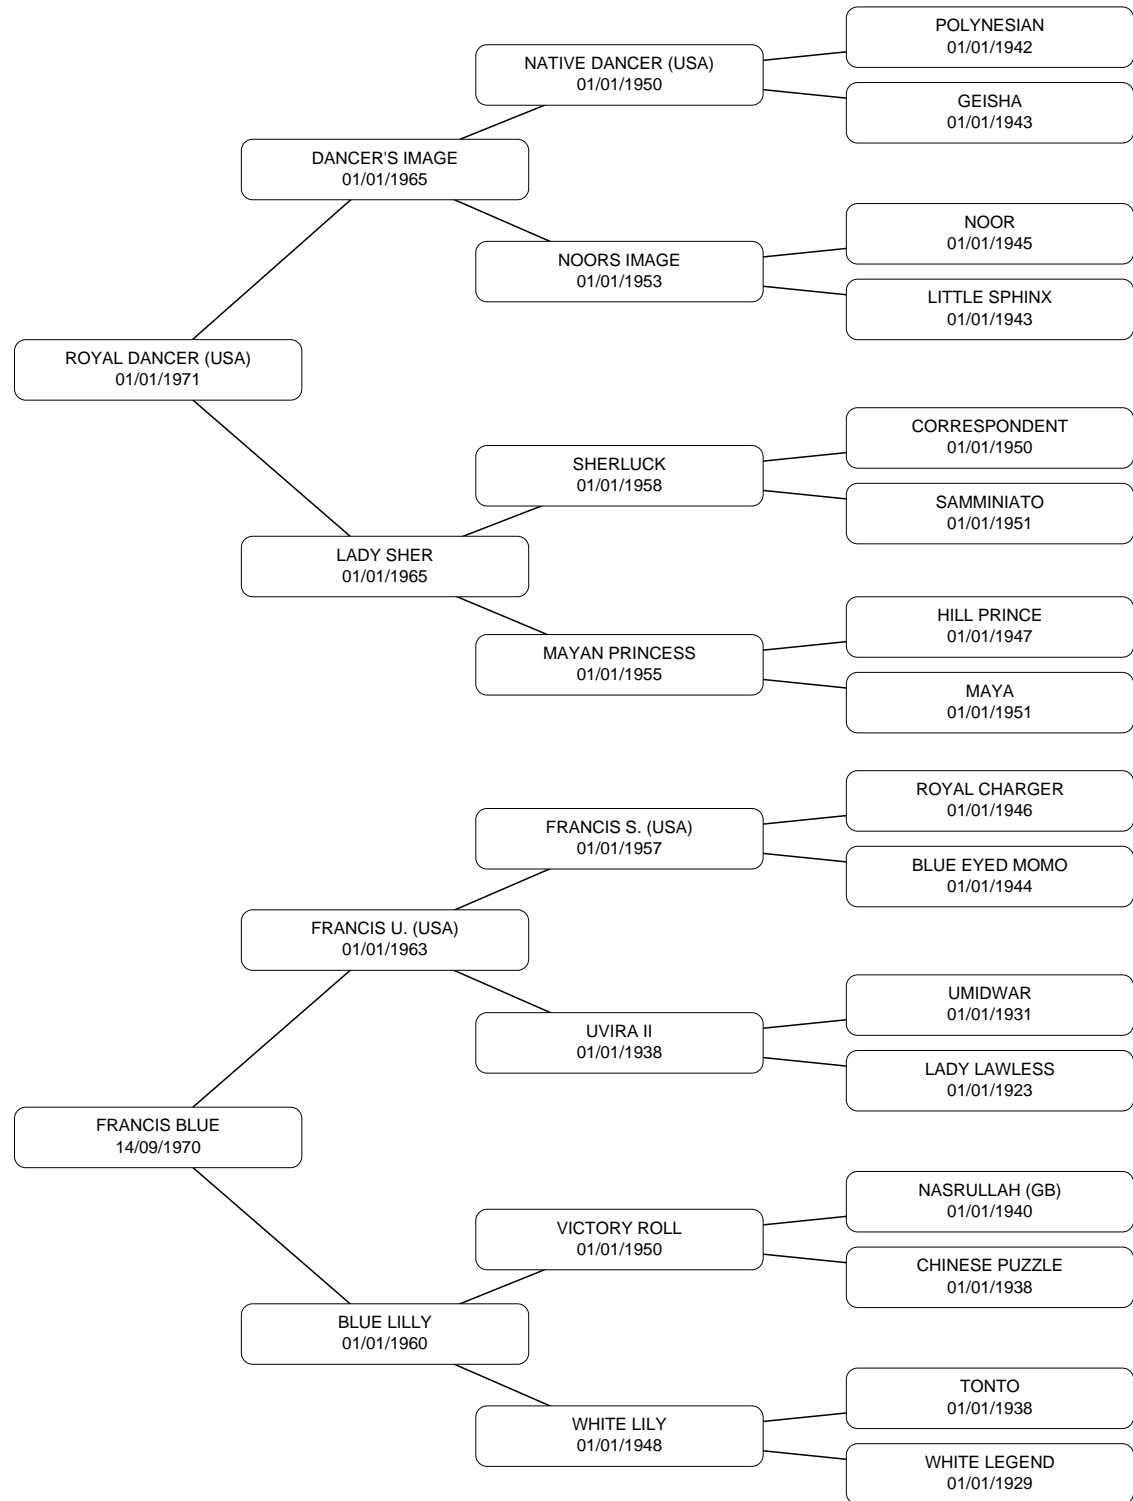 POLYNESIAN
01/01/1942
NATIVE DANCER (USA)
01/01/1950
GEISHA
01/01/1943
DANCER'S IMAGE
01/01/1965
NOOR
01/01/1945
NOORS IMAGE
01/01/1953
LITTLE SPHINX
01/01/1943
ROYAL DANCER (USA)
01/01/1971
CORRESPONDENT
01/01/1950
SHERLUCK
01/01/1958
SAMMINIATO
01/01/1951
LADY SHER
01/01/1965
HILL PRINCE
01/01/1947
MAYAN PRINCESS
01/01/1955
MAYA
01/01/1951
ROYAL CHARGER
01/01/1946
FRANCIS S. (USA)
01/01/1957
BLUE EYED MOMO
01/01/1944
FRANCIS U. (USA)
01/01/1963
UMIDWAR
01/01/1931
UVIRA II
01/01/1938
LADY LAWLESS
01/01/1923
FRANCIS BLUE
14/09/1970
NASRULLAH (GB)
01/01/1940
VICTORY ROLL
01/01/1950
CHINESE PUZZLE
01/01/1938
BLUE LILLY
01/01/1960
TONTO
01/01/1938
WHITE LILY
01/01/1948
WHITE LEGEND
01/01/1929